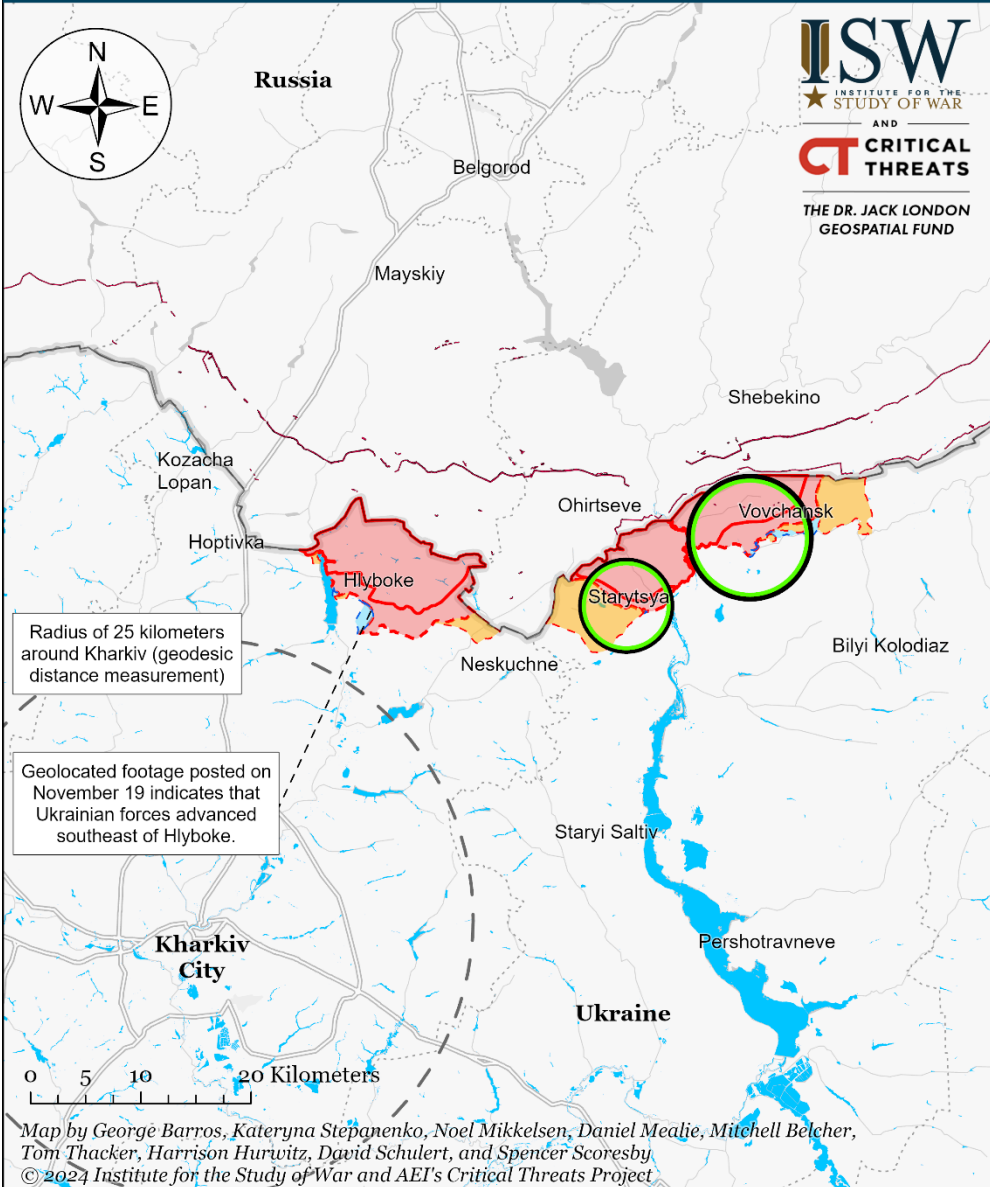 N
W E
S
Russia
ISW
INSTITUTE FOR THE
STUDY OF WAR
AND
CT CRITICAL
THREATS
THE DR. JACK LONDON
GEOSPATIAL FUND
Belgorod
Mayskiy
Shebekino
Kozacha
Lopan
Ohirtseve
Vovchansk
Hoptivka
Hlyboke
Starytsya
Radius of 25 kilometers
around Kharkiv (geodesic
distance measurement)
Neskuchne
Bilyi Kolodiaz
Geolocated footage posted on
November 19 indicates that
Ukrainian forces advanced
southeast of Hlyboke.
Staryi Saltiv
Kharkiv
City
Pershotravneve
Ukraine
0 5 10 20 Kilometers
Map by George Barros, Kateryna Stepanenko, Noel Mikkelsen, Daniel Mealie, Mitchell Belcher,
Tom Thacker, Harrison Hurwitz, David Schulert, and Spencer Scoresby
© 2024 Institute for the Study of War and AEI's Critical Threats Project